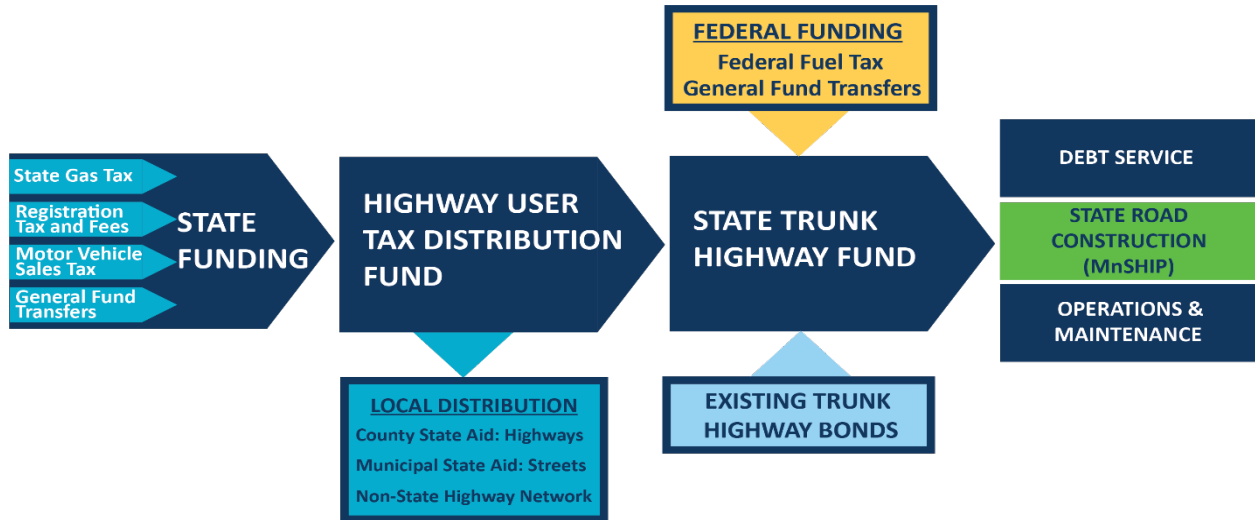 State Gas Tax
Registration
Tax and Fees
Motor Vehicle
Sales Tax
General Fund
Transfers
STATE
FUNDING
HIGHWAY USER
TAX DISTRIBUTION
FUND
LOCAL DISTRIBUTION
County State Aid: Highways
Municipal State Aid: Streets
Non-State Highway Network
FEDERAL FUNDING
Federal Fuel Tax
General Fund Transfers
STATE TRUNK
HIGHWAY FUND
EXISTING TRUNK
HIGHWAY BONDS
DEBT SERVICE
STATE ROAD
CONSTRUCTION
(MnSHIP)
OPERATIONS &
MAINTENANCE